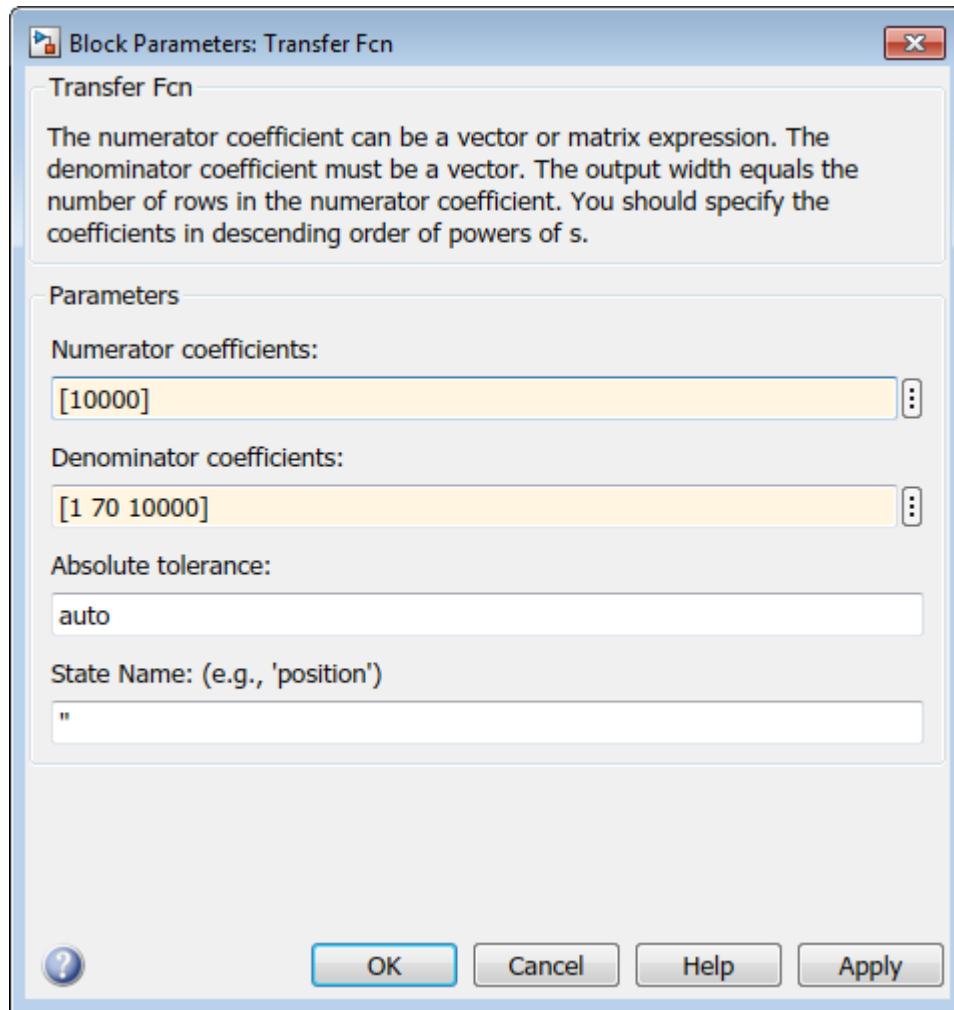 Block Parameters: Transfer Fcn
Transfer Fcn
The numerator coefficient can be a vector or matrix expression. The
denominator coefficient must be a vector. The output width equals the
number of rows in the numerator coefficient. You should specify the
coefficients in descending order of powers of s.
Parameters
Numerator coefficients:
[10000]
Denominator coefficients:
[1 70 10000]
Absolute tolerance:
auto
State Name: (e.g., 'position')
''
OK Cancel Help Apply